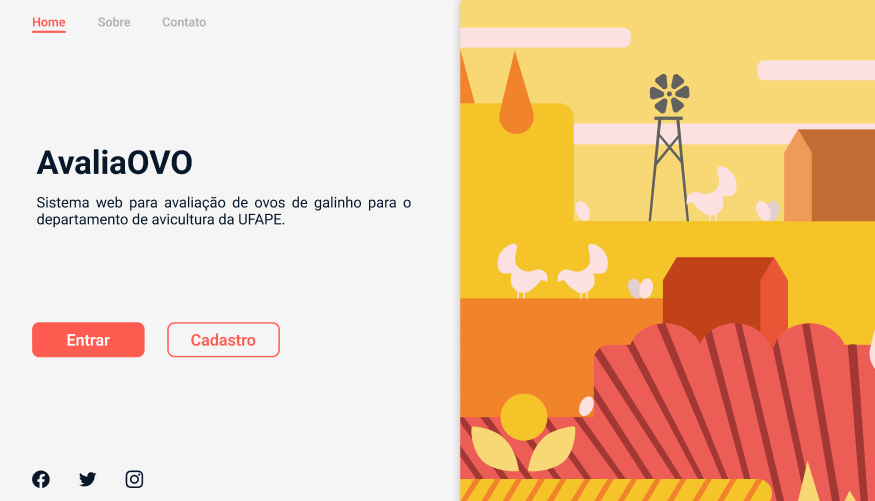 Home Sobre Contato
AvaliaOVO
Sistema web para avaliação de ovos de galinho para o
departamento de avicultura da UFAPE.
Entrar Cadastro